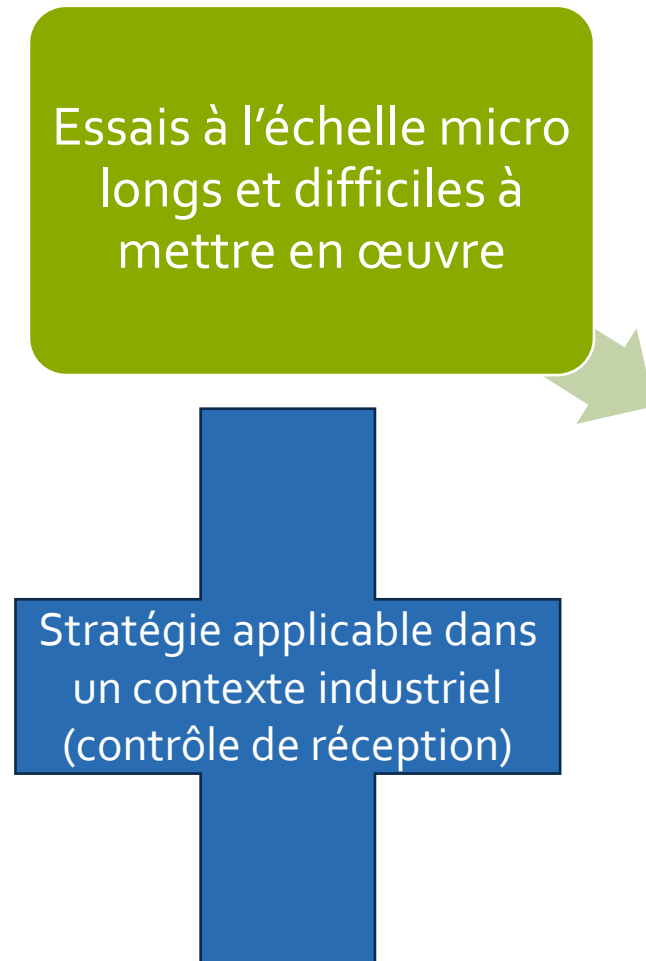 Essais à l’échelle micro
longs et difficiles à
mettre en œuvre
Stratégie applicable dans
un contexte industriel
(contrôle de réception)